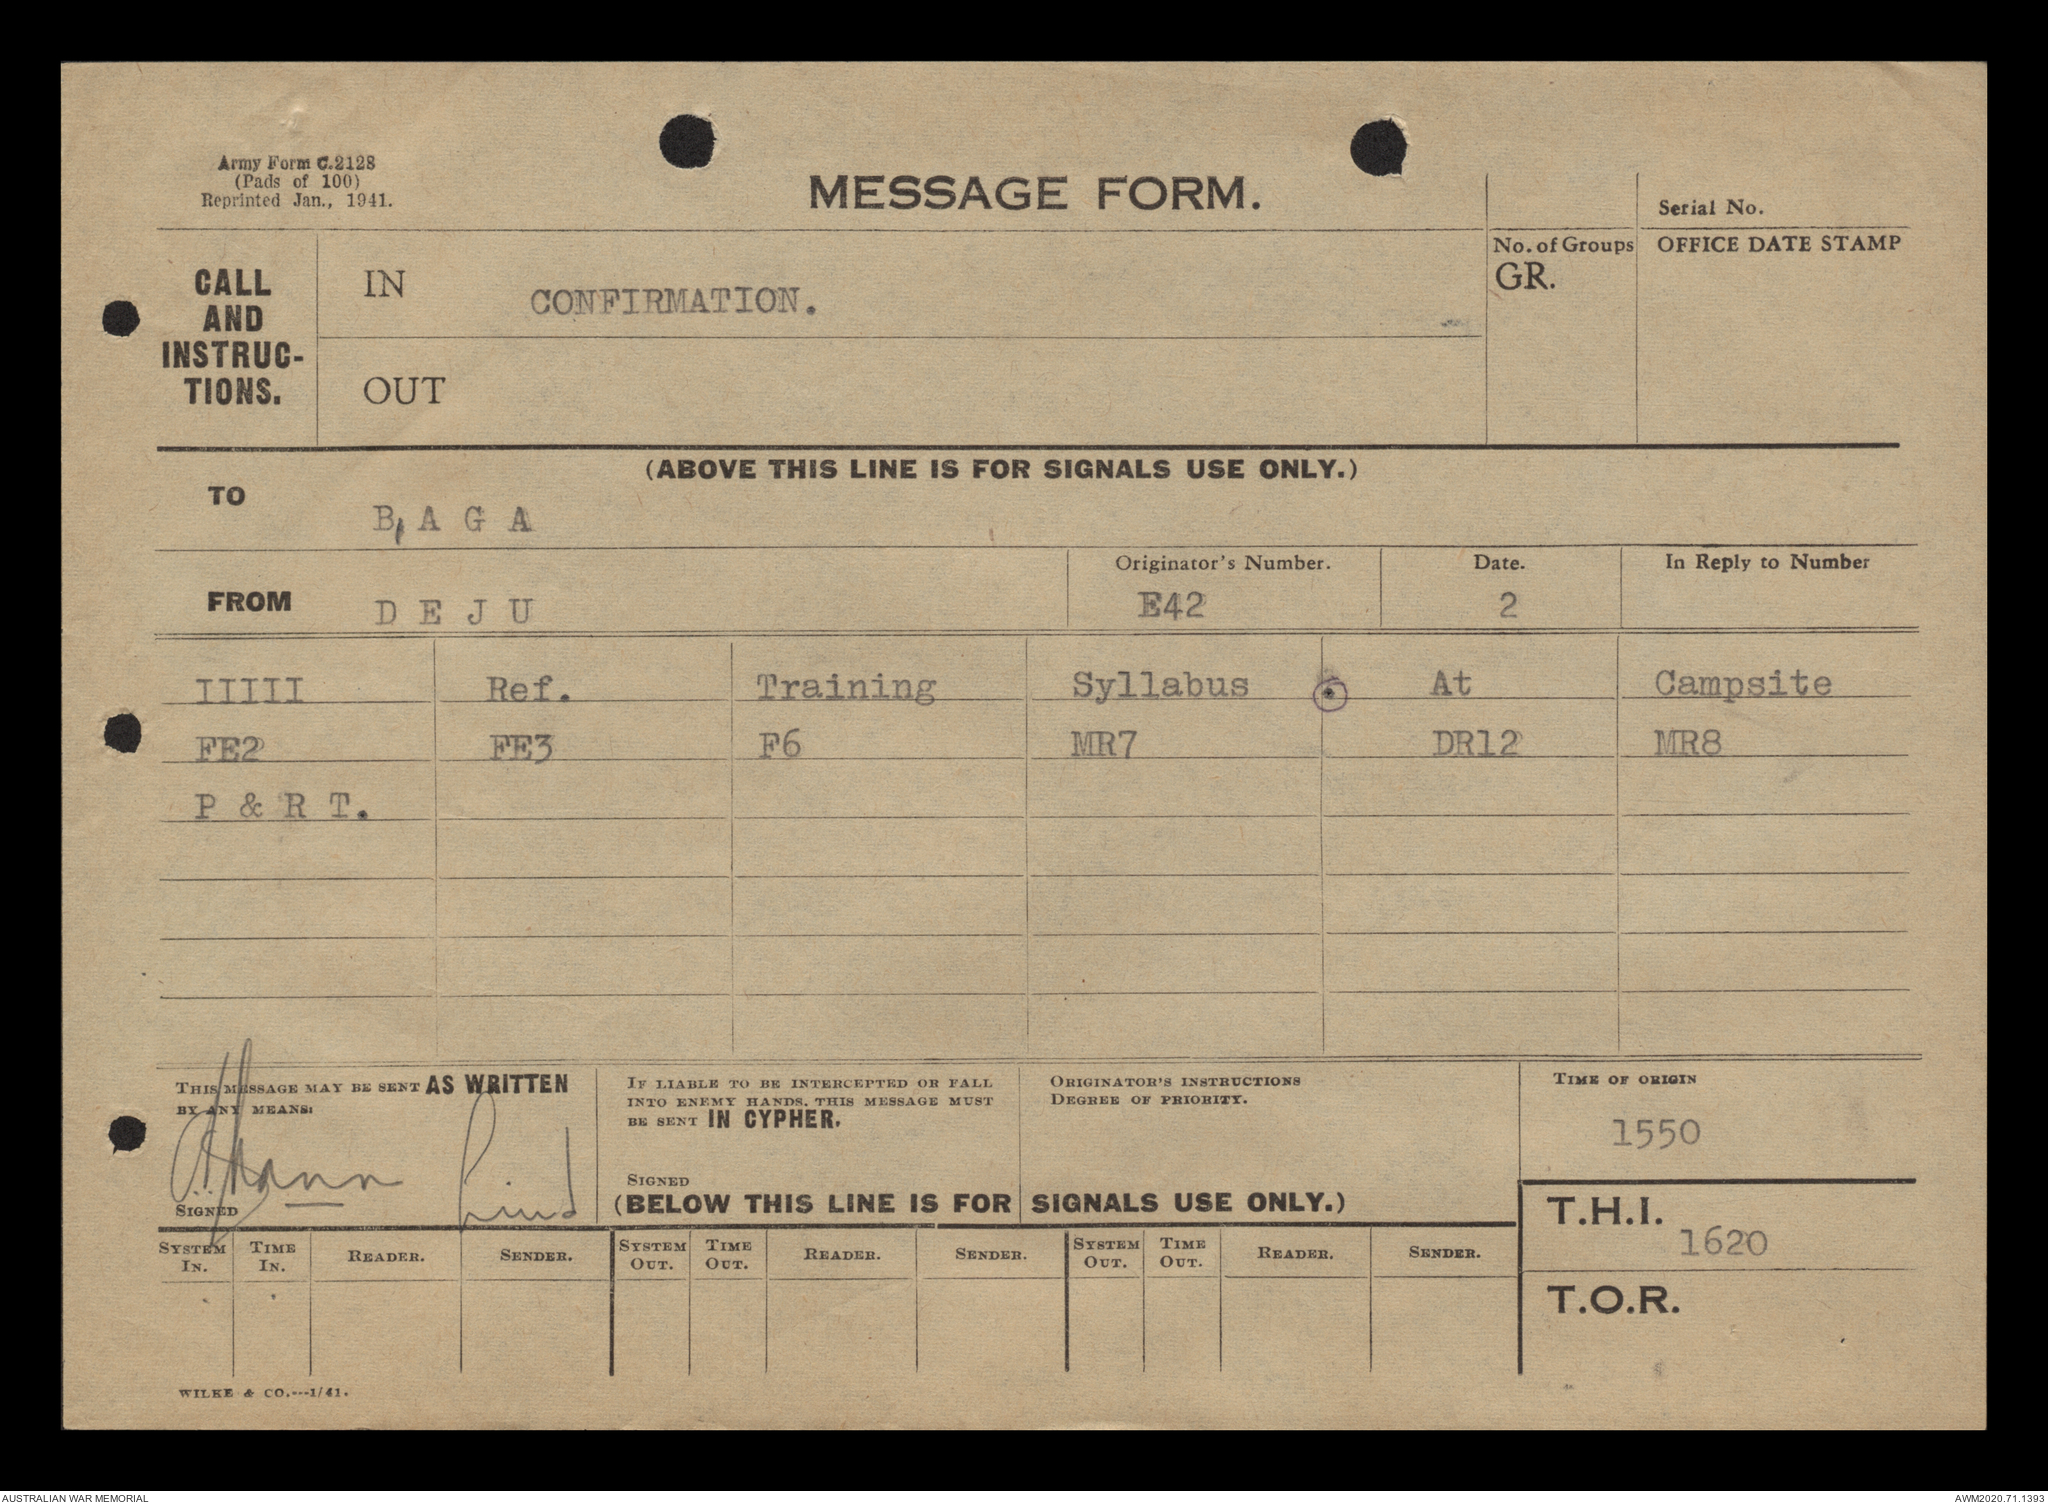 Army Form C.2128
(Pads of 100)
Reprinted Jan., 1941.
MESSAGE FORM.
Serial No.
CALL
AND
INSTRUC-
TIONS.
IN CONFIRMATION.
OUT
No. of Groups
GR.
OFFICE DATE STAMP
(ABOVE THIS LINE IS FOR SIGNALS USE ONLY.)
TO B A G A
FROM D E J U
Originator's Number.
E42
Date.
2
In Reply to Number
IIIII Ref. Training Syllabus . At Campsite
FE2 FE3 F6 MR7 DR12 MR8
P & R T.
THIS MESSAGE MAY BE SENT AS WRITTEN
BY ANY MEANS:
SIGNED
IF LIABLE TO BE INTERCEPTED OR FALL
INTO ENEMY HANDS, THIS MESSAGE MUST
BE SENT IN CYPHER.
SIGNED
ORIGINATOR'S INSTRUCTIONS
DEGREE OF PRIORITY.
TIME OF ORIGIN
1550
(BELOW THIS LINE IS FOR SIGNALS USE ONLY.)
T.H.I. 1620
T.O.R.
SYSTEM IN. TIME IN. READER. SENDER. SYSTEM OUT. TIME OUT. READER. SENDER. SYSTEM OUT. TIME OUT. READER. SENDER.
WILKE & CO.---1/41.
AUSTRALIAN WAR MEMORIAL
AWM2020.71.1393